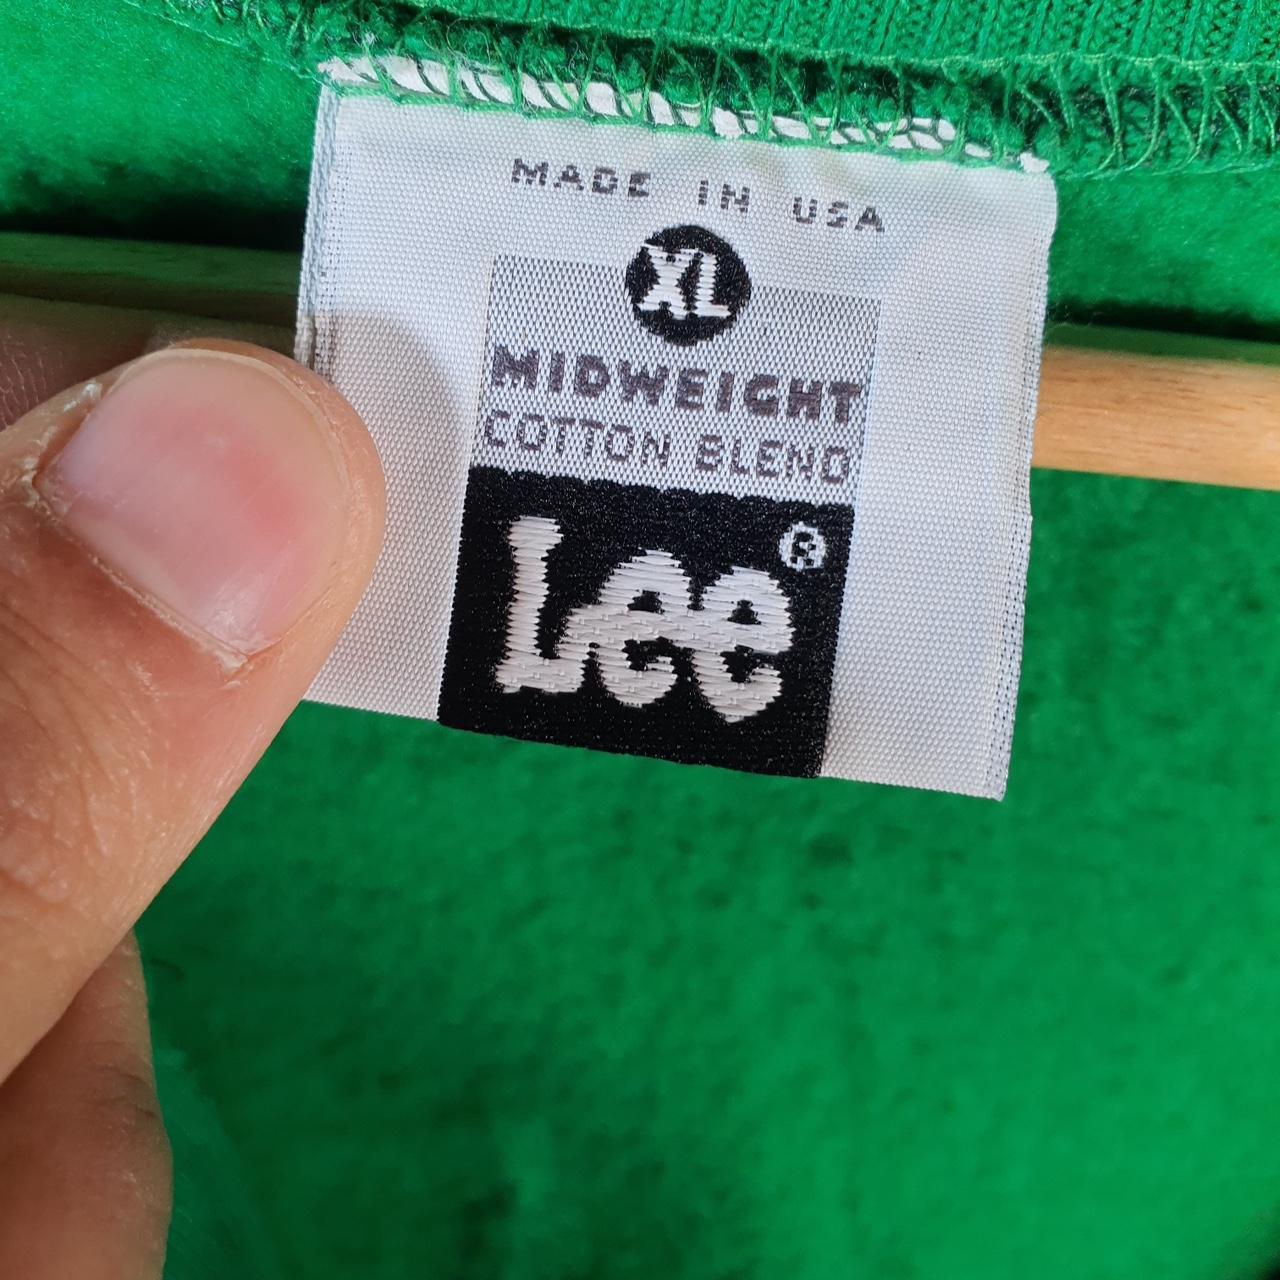 MADE IN USA
XL
MIDWEIGHT
COTTON BLEND
Lee®